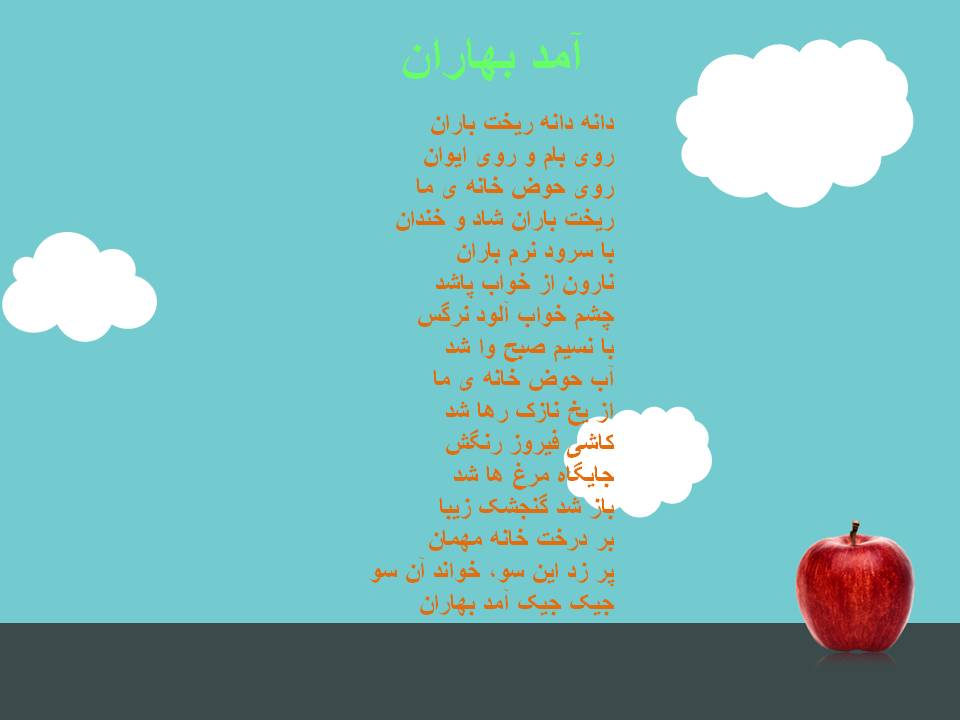 آمد بهاران
دانه دانه ریخت باران
روی بام و روی ایوان
روی حوض خانه ی ما
ریخت باران شاد و خندان
با سرود نرم باران
نارون از خواب پاشد
چشم خواب آلود نرگس
با نسیم صبح وا شد
آب حوض خانه ی ما
از یخ نازک رها شد
کاشی فیروز رنگش
جایگاه مرغ ها شد
باز شد گنجشک زیبا
بر درخت خانه مهمان
پر زد این سو، خواند آن سو
جیک جیک آمد بهاران